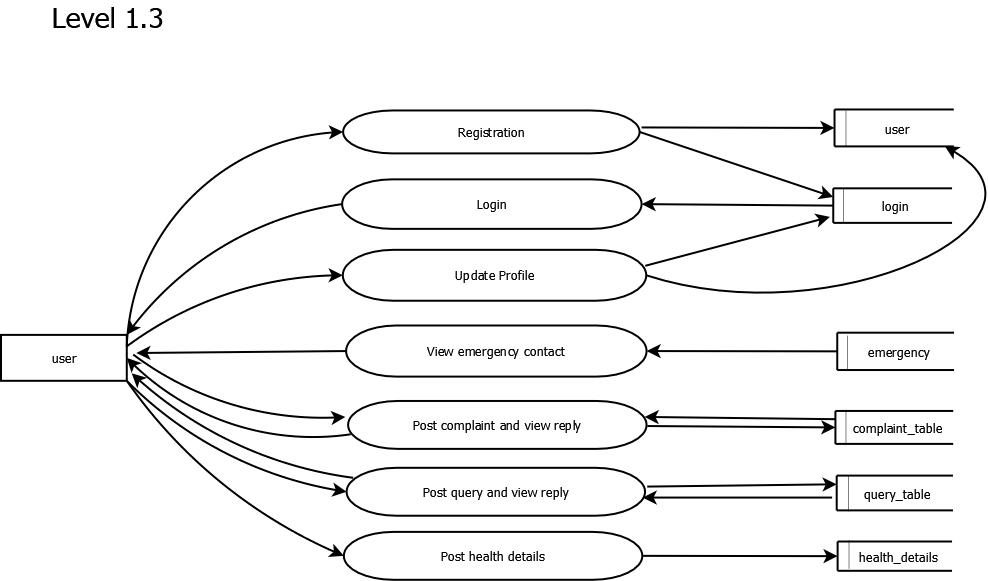 Level 1.3
Registration
user
Login
login
Update Profile
user
View emergency contact
emergency
Post complaint and view reply
complaint_table
Post query and view reply
query_table
Post health details
health_details